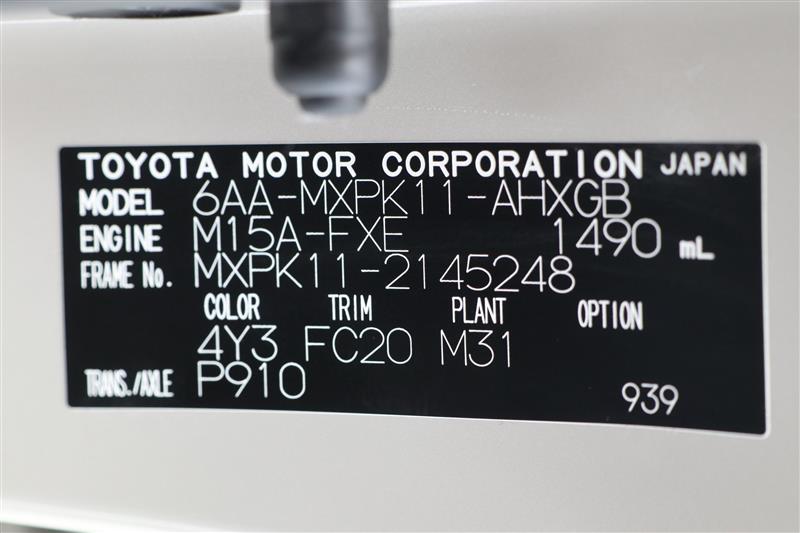 TOYOTA MOTOR CORPORATION JAPAN
MODEL 6AA-MXPK11-AHXGB
ENGINE M15A-FXE 1490 mL
FRAME No. MXPK11-2145248
COLOR TRIM PLANT OPTION
4Y3 FC20 M31
TRANS./AXLE P910 939